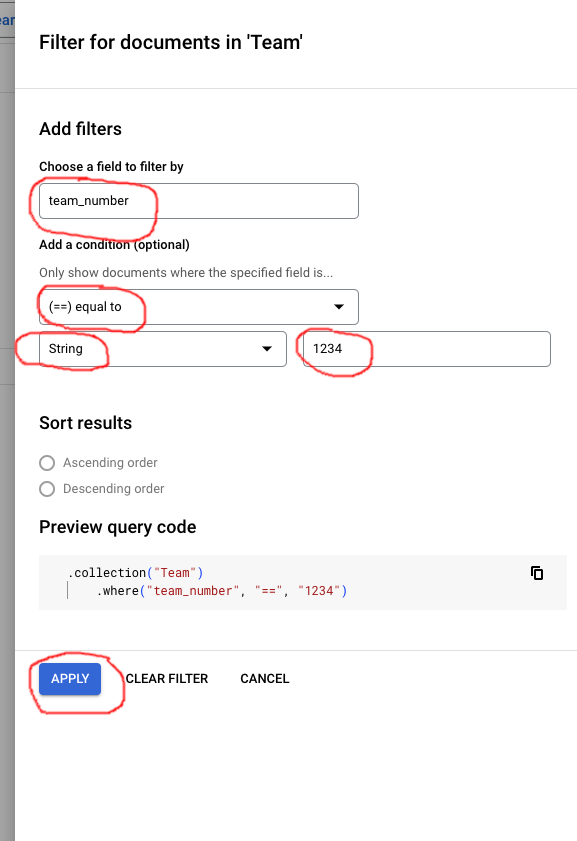 ear
Filter for documents in 'Team'
Add filters
Choose a field to filter by
team_number
Add a condition (optional)
Only show documents where the specified field is...
(==) equal to
String 1234
Sort results
Ascending order
Descending order
Preview query code
.collection("Team")
.where("team_number", "==", "1234")
APPLY CLEAR FILTER CANCEL